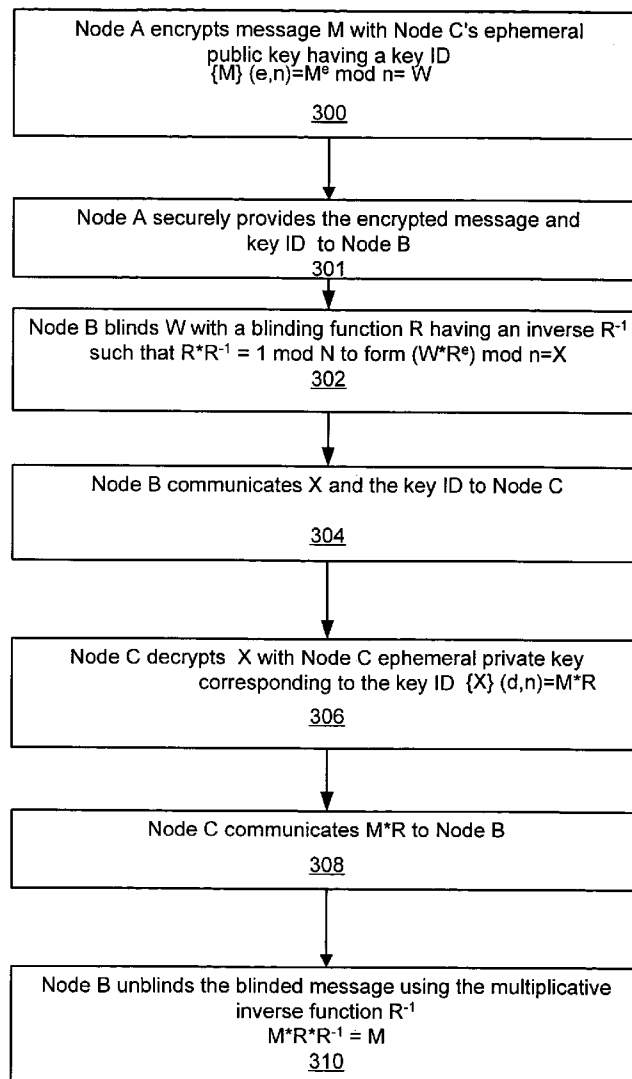 Node A encrypts message M with Node C's ephemeral
public key having a key ID
{M} (e,n)=Mᵉ mod n= W
300
Node A securely provides the encrypted message and
key ID to Node B
301
Node B blinds W with a blinding function R having an inverse R⁻¹
such that R*R⁻¹ = 1 mod N to form (W*Rᵉ) mod n=X
302
Node B communicates X and the key ID to Node C
304
Node C decrypts X with Node C ephemeral private key
corresponding to the key ID {X} (d,n)=M*R
306
Node C communicates M*R to Node B
308
Node B unblinds the blinded message using the multiplicative
inverse function R⁻¹
M*R*R⁻¹ = M
310